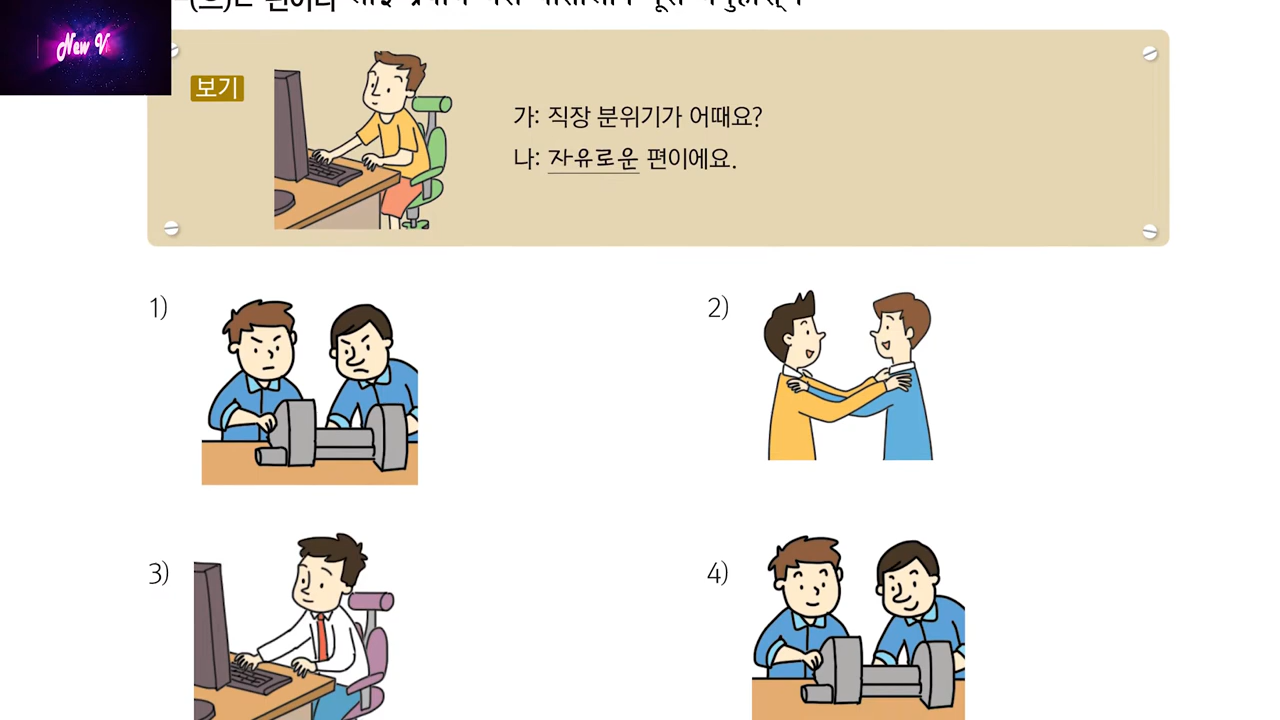 New V
보기
가: 직장 분위기가 어때요?
나: 자유로운 편이에요.
1)
2)
3)
4)